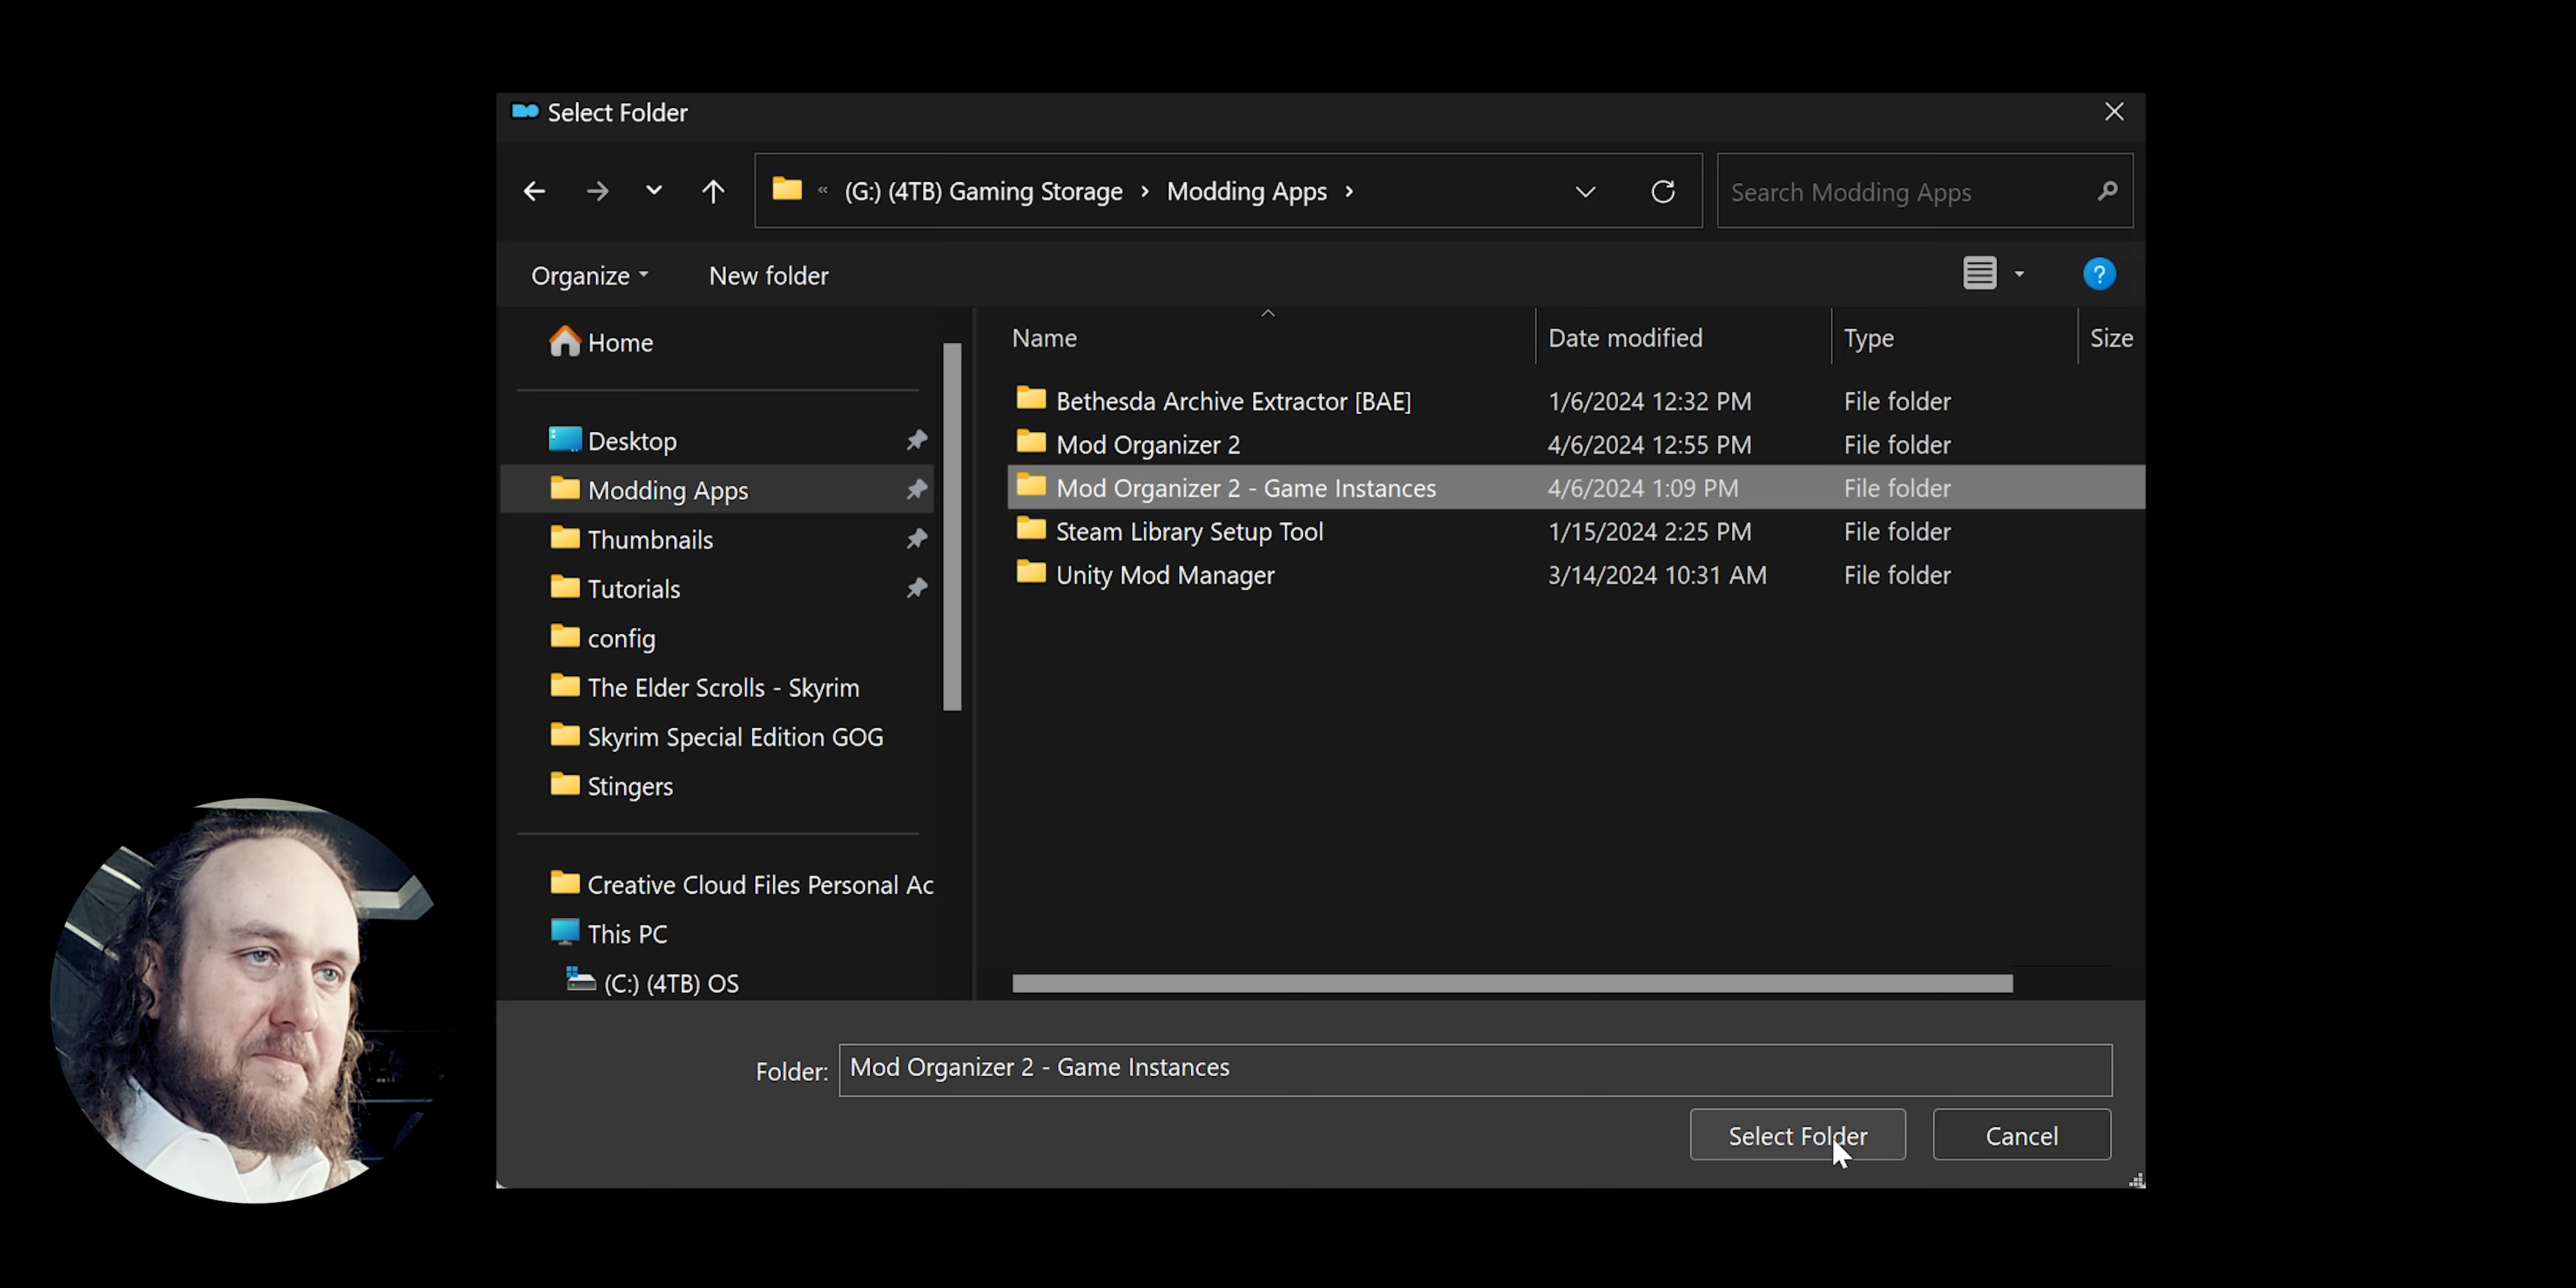 Select Folder
« (G:) (4TB) Gaming Storage › Modding Apps ›
Search Modding Apps
Organize
New folder
?
Home
Desktop
Modding Apps
Thumbnails
Tutorials
config
The Elder Scrolls - Skyrim
Skyrim Special Edition GOG
Stingers
Creative Cloud Files Personal Ac
This PC
(C:) (4TB) OS
Name Date modified Type Size
Bethesda Archive Extractor [BAE] 1/6/2024 12:32 PM File folder
Mod Organizer 2 4/6/2024 12:55 PM File folder
Mod Organizer 2 - Game Instances 4/6/2024 1:09 PM File folder
Steam Library Setup Tool 1/15/2024 2:25 PM File folder
Unity Mod Manager 3/14/2024 10:31 AM File folder
Folder: Mod Organizer 2 - Game Instances
Select Folder
Cancel